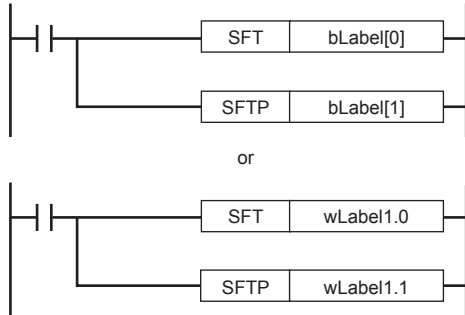 SFT bLabel[0]
SFTP bLabel[1]
or
SFT wLabel1.0
SFTP wLabel1.1